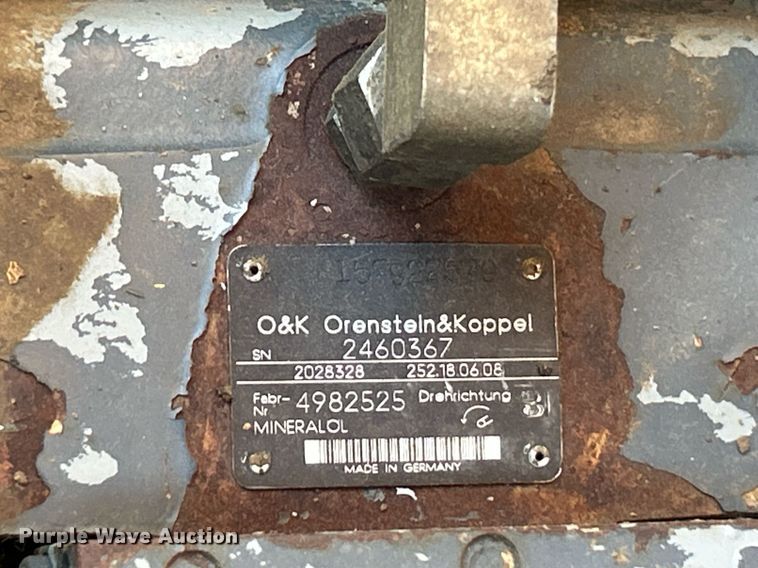 O&K Orenstein&Koppel
SN 2460367
2028328 252.18.06.08
Fabr-Nr 4982525 Drehrichtung
R
MINERALÖL
MADE IN GERMANY
Purple Wave Auction